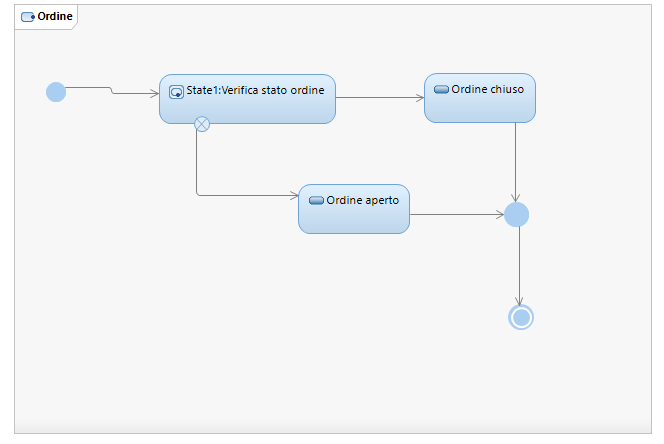 Ordine
State1:Verifica stato ordine
Ordine chiuso
Ordine aperto